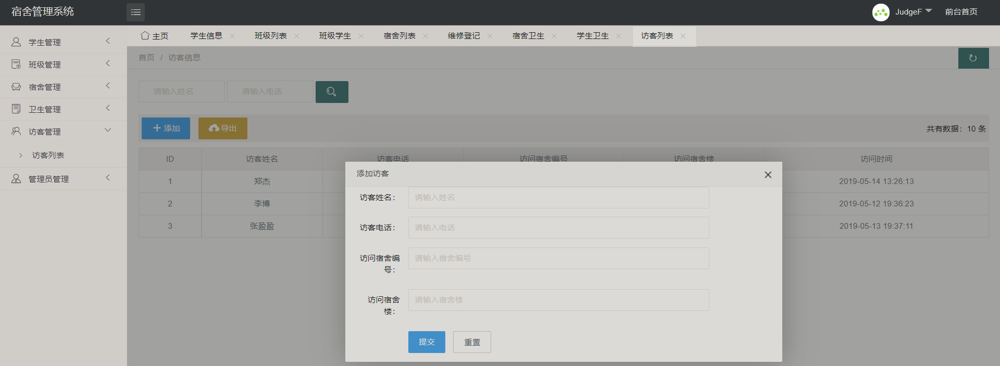 宿舍管理系统
JudgeF
前台首页
学生管理
班级管理
宿舍管理
卫生管理
访客管理
访客列表
管理员管理
主页
学生信息
班级列表
班级学生
宿舍列表
维修登记
宿舍卫生
学生卫生
访客列表
首页 / 访客信息
请输入姓名
请输入电话
添加
导出
共有数据：10 条
ID
访客姓名
访客电话
访问宿舍编号
访问宿舍楼
访问时间
1
郑杰
2019-05-14 13:26:13
2
李博
2019-05-12 19:36:23
3
张盈盈
2019-05-13 19:37:11
添加访客
访客姓名：
请输入姓名
访客电话：
请输入电话
访问宿舍编
号：
请输入宿舍编号
访问宿舍
楼：
请输入宿舍楼
提交
重置